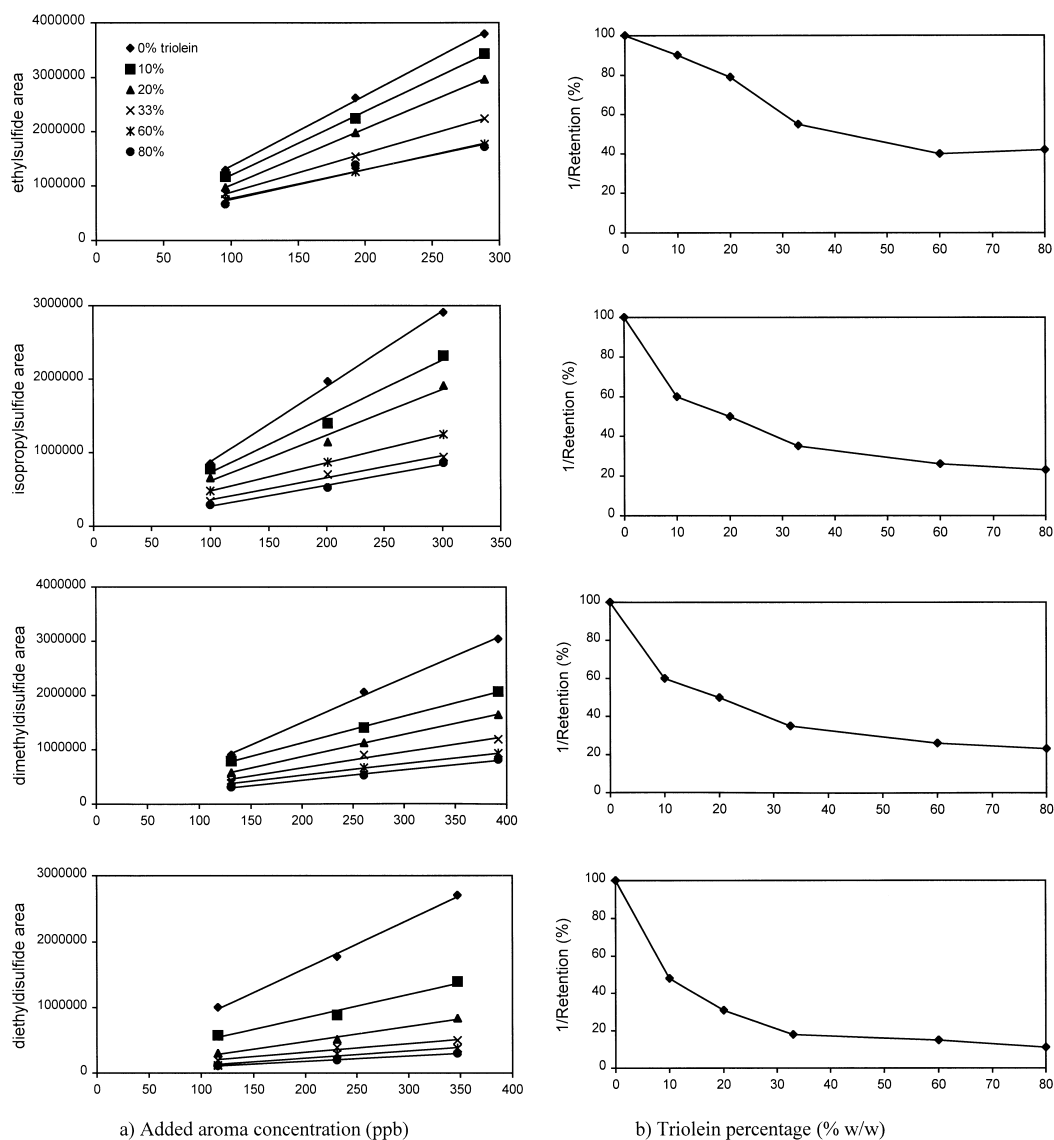 4000000
3000000
2000000
1000000
0
ethylsulfide area
0% triolein
10%
20%
33%
60%
80%
0 50 100 150 200 250 300
100
80
60
40
20
0
1/Retention (%)
0 10 20 30 40 50 60 70 80
3000000
2000000
1000000
0
isopropylsulfide area
0 50 100 150 200 250 300 350
100
80
60
40
20
0
1/Retention (%)
0 10 20 30 40 50 60 70 80
4000000
3000000
2000000
1000000
0
dimethyldisulfide area
0 50 100 150 200 250 300 350 400
100
80
60
40
20
0
1/Retention (%)
0 10 20 30 40 50 60 70 80
3000000
2000000
1000000
0
diethyldisulfide area
0 50 100 150 200 250 300 350 400
100
80
60
40
20
0
1/Retention (%)
0 10 20 30 40 50 60 70 80
a) Added aroma concentration (ppb)
b) Triolein percentage (% w/w)